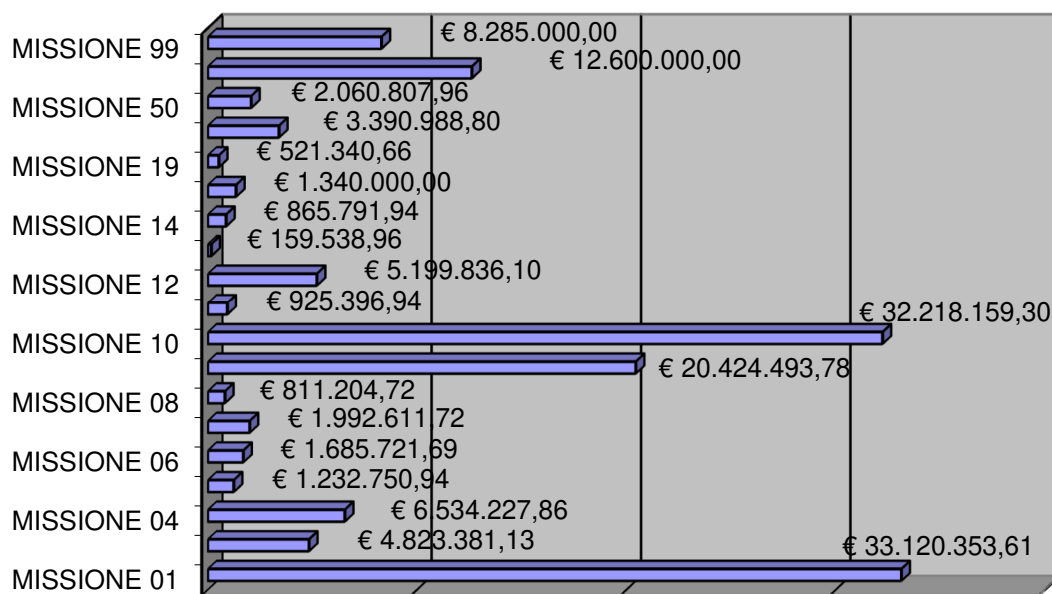 MISSIONE 99 € 8.285.000,00
€ 12.600.000,00
MISSIONE 50 € 2.060.807,96
€ 3.390.988,80
MISSIONE 19 € 521.340,66
€ 1.340.000,00
MISSIONE 14 € 865.791,94
€ 159.538,96
MISSIONE 12 € 5.199.836,10
€ 925.396,94
MISSIONE 10 € 32.218.159,30
€ 20.424.493,78
MISSIONE 08 € 811.204,72
€ 1.992.611,72
MISSIONE 06 € 1.685.721,69
€ 1.232.750,94
MISSIONE 04 € 6.534.227,86
€ 4.823.381,13
MISSIONE 01 € 33.120.353,61